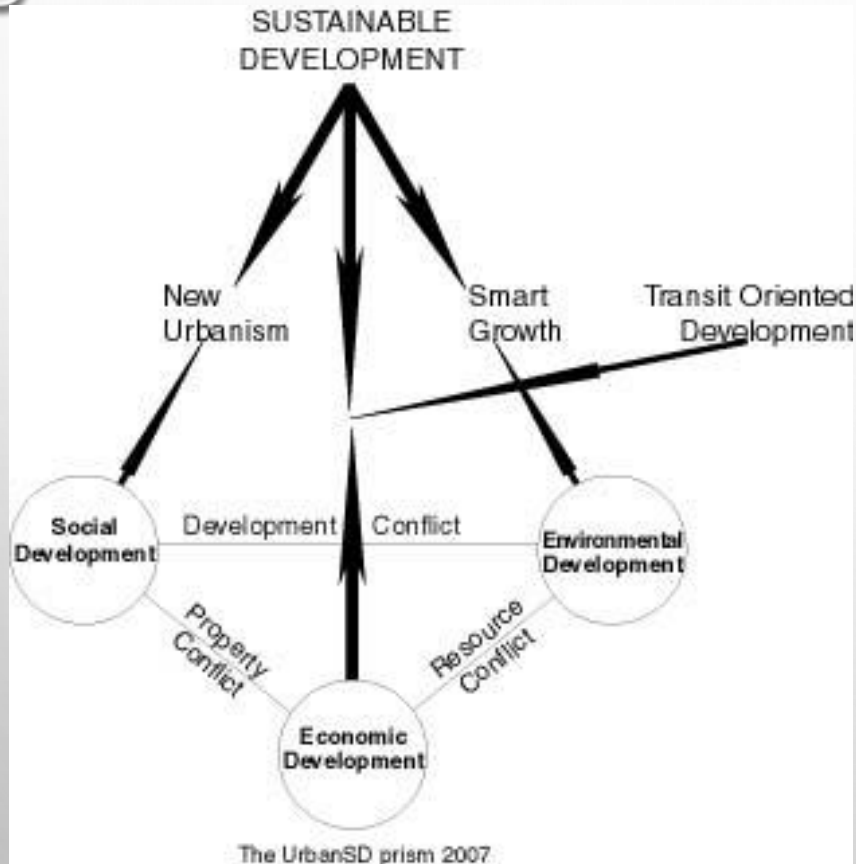 SUSTAINABLE
DEVELOPMENT
New
Urbanism
Smart
Growth
Transit Oriented
Development
Social
Development
Development Conflict
Environmental
Development
Property
Conflict
Resource
Conflict
Economic
Development
The UrbanSD prism 2007